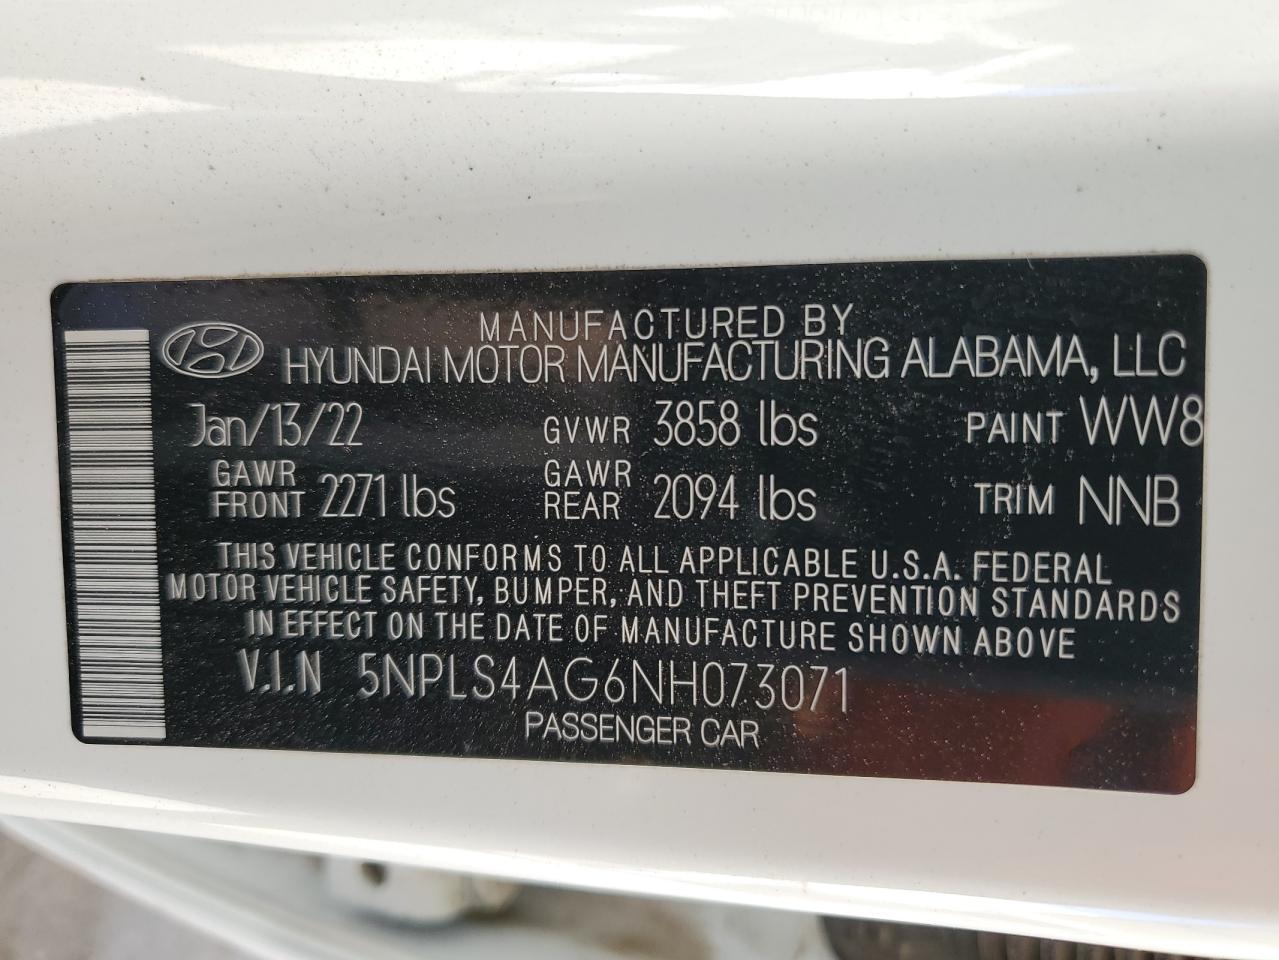 MANUFACTURED BY
HYUNDAI MOTOR MANUFACTURING ALABAMA, LLC
Jan/13/22 GVWR 3858 lbs PAINT WW8
GAWR FRONT 2271 lbs GAWR REAR 2094 lbs TRIM NNB
THIS VEHICLE CONFORMS TO ALL APPLICABLE U.S.A. FEDERAL
MOTOR VEHICLE SAFETY, BUMPER, AND THEFT PREVENTION STANDARDS
IN EFFECT ON THE DATE OF MANUFACTURE SHOWN ABOVE
V.I.N 5NPLS4AG6NH073071
PASSENGER CAR